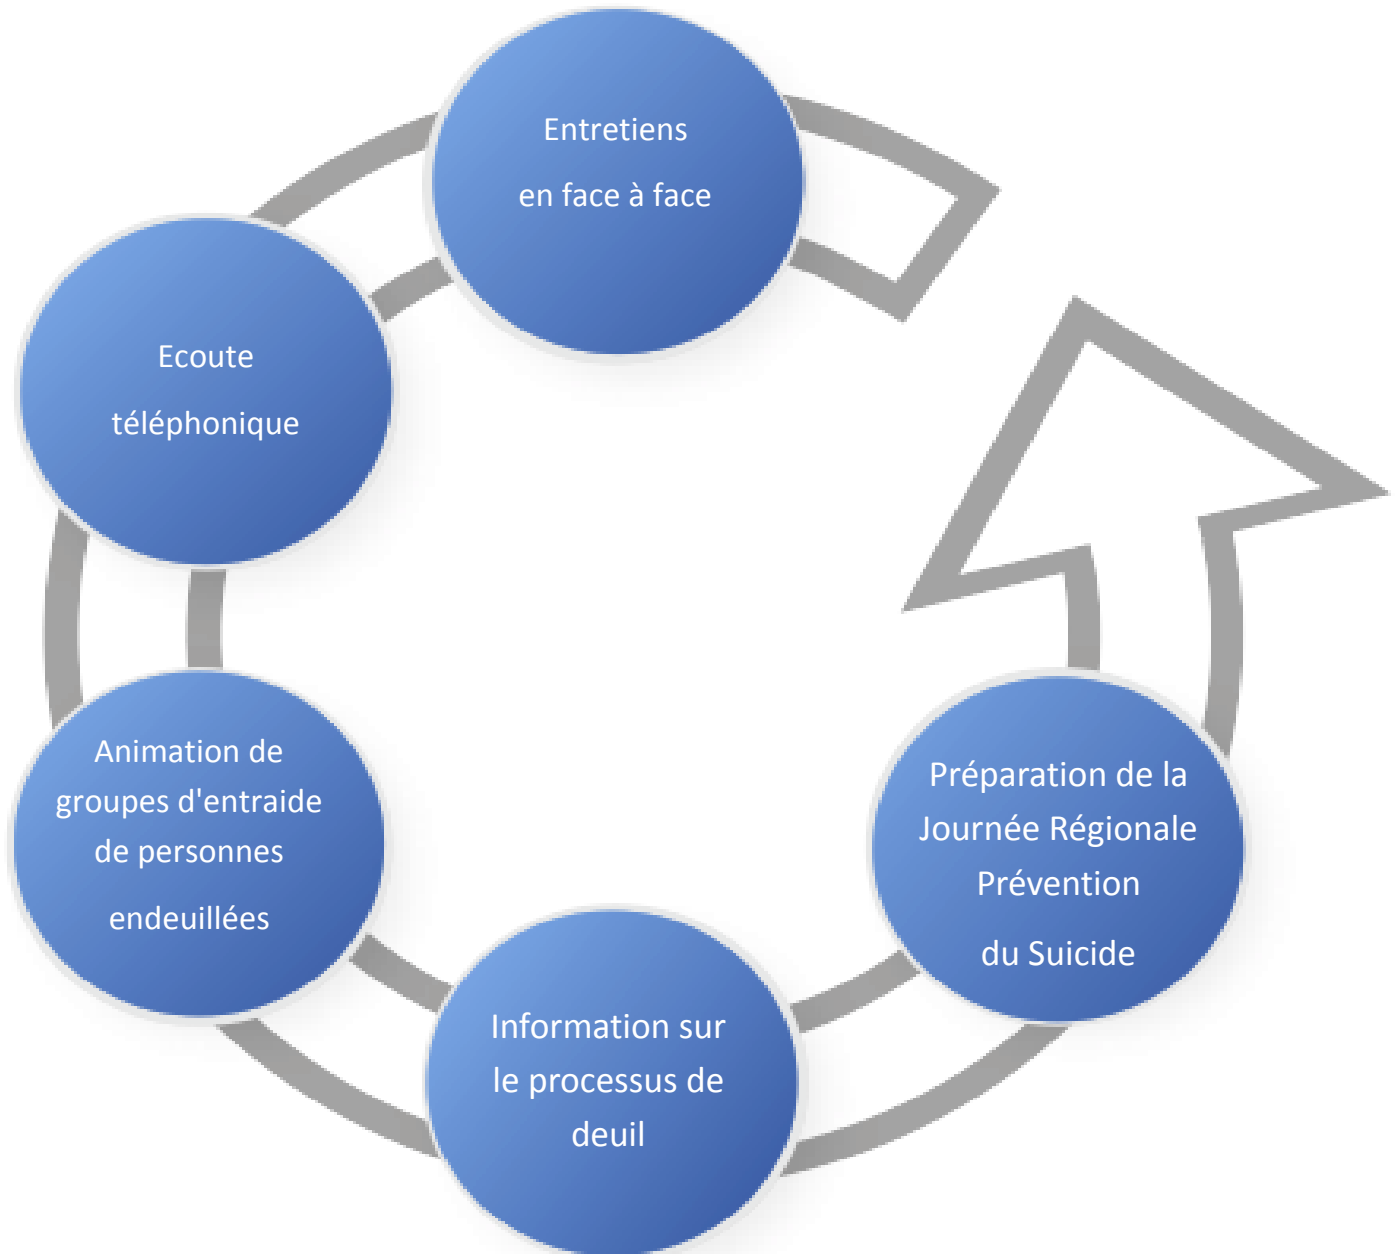 Entretiens
en face à face
Ecoute
téléphonique
Animation de
groupes d'entraide
de personnes
endeuillées
Information sur
le processus de
deuil
Préparation de la
Journée Régionale
Prévention
du Suicide